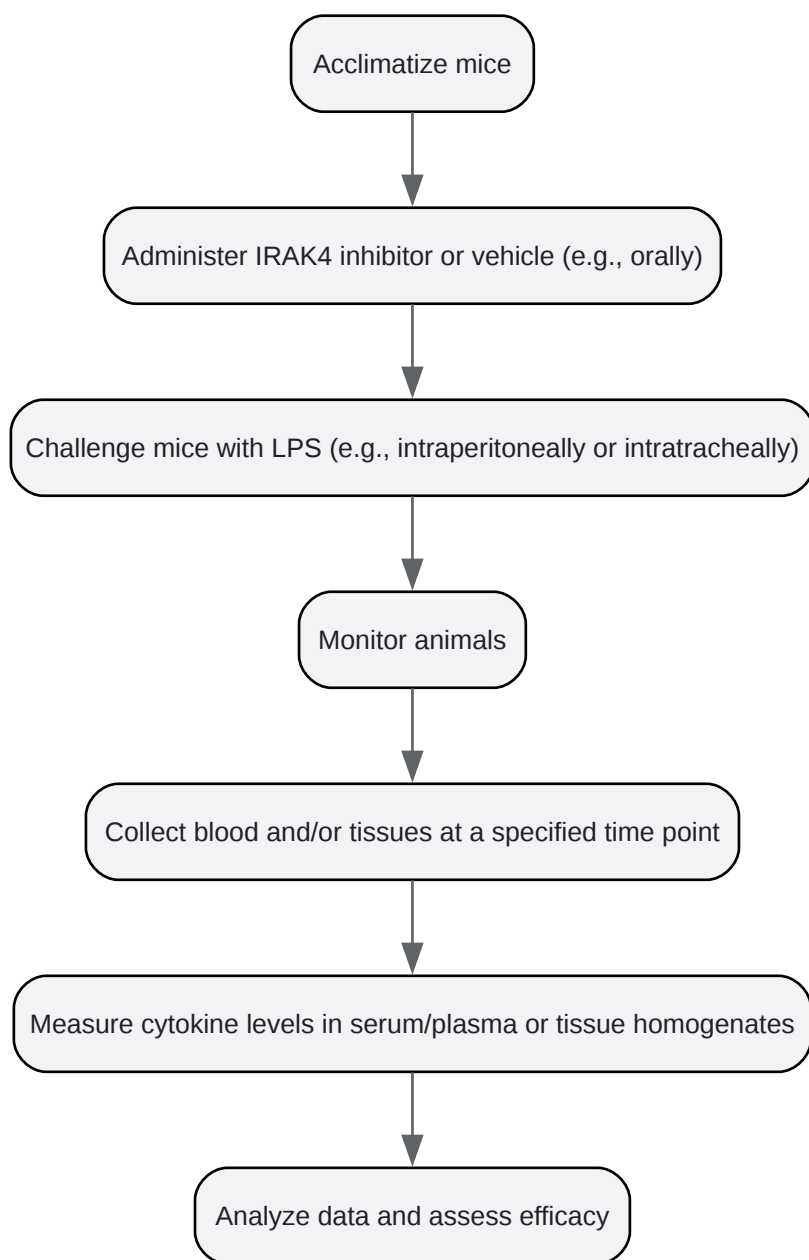 Acclimatize mice
Administer IRAK4 inhibitor or vehicle (e.g., orally)
Challenge mice with LPS (e.g., intraperitoneally or intratracheally)
Monitor animals
Collect blood and/or tissues at a specified time point
Measure cytokine levels in serum/plasma or tissue homogenates
Analyze data and assess efficacy